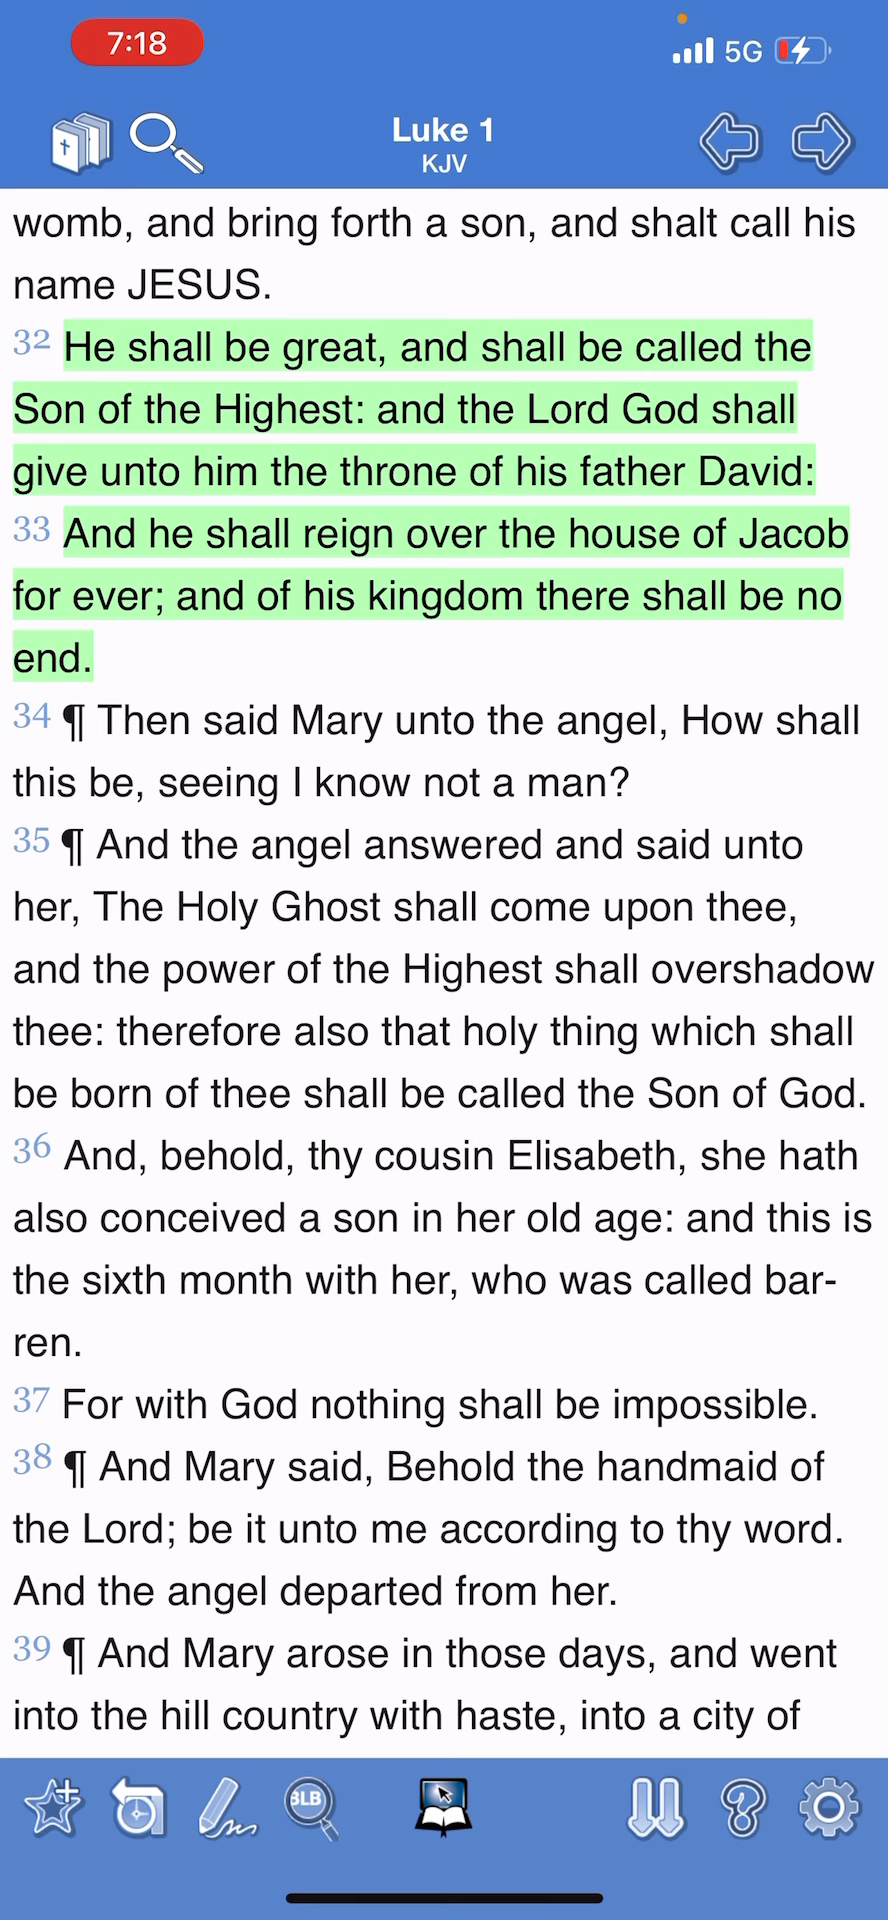 7:18
5G
Luke 1
KJV
womb, and bring forth a son, and shalt call his
name JESUS.
32 He shall be great, and shall be called the
Son of the Highest: and the Lord God shall
give unto him the throne of his father David:
33 And he shall reign over the house of Jacob
for ever; and of his kingdom there shall be no
end.
34 ¶ Then said Mary unto the angel, How shall
this be, seeing I know not a man?
35 ¶ And the angel answered and said unto
her, The Holy Ghost shall come upon thee,
and the power of the Highest shall overshadow
thee: therefore also that holy thing which shall
be born of thee shall be called the Son of God.
36 And, behold, thy cousin Elisabeth, she hath
also conceived a son in her old age: and this is
the sixth month with her, who was called bar-
ren.
37 For with God nothing shall be impossible.
38 ¶ And Mary said, Behold the handmaid of
the Lord; be it unto me according to thy word.
And the angel departed from her.
39 ¶ And Mary arose in those days, and went
into the hill country with haste, into a city of
BLB